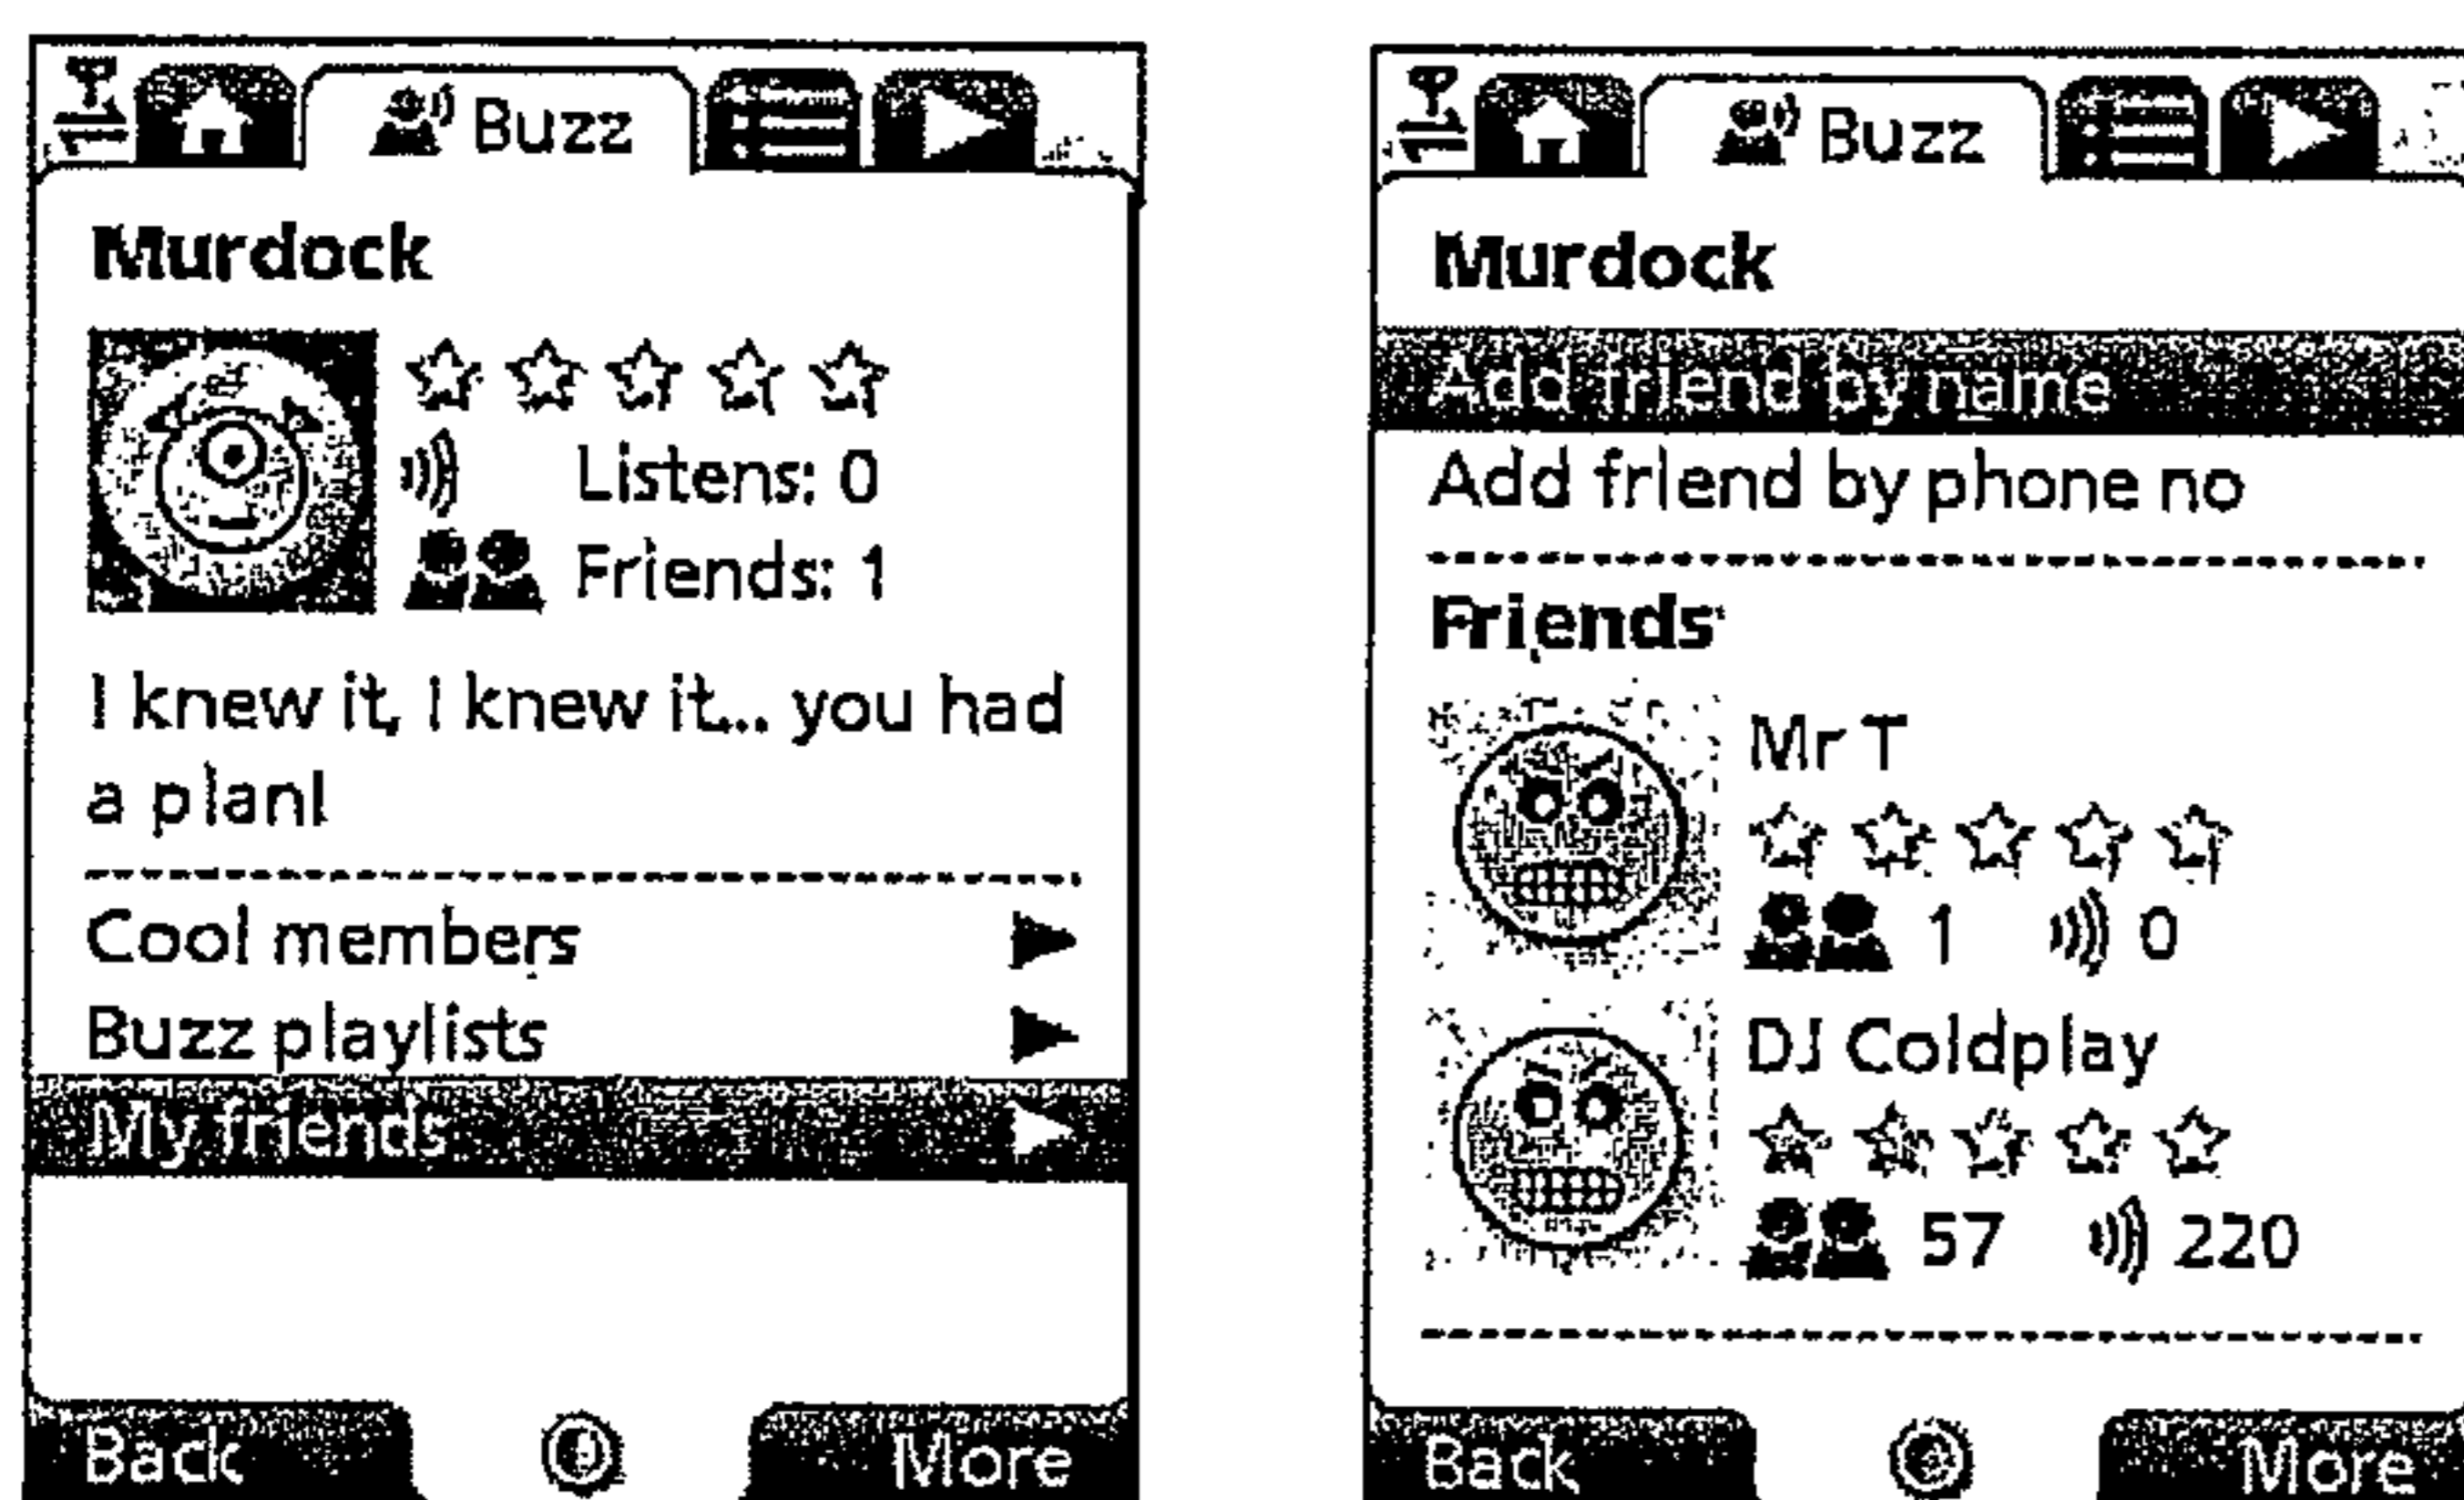 Buzz
Murdock
Listens: 0
Friends: 1
I knew it, I knew it... you had
a plan!
Cool members
Buzz playlists
My friends
Back
More
Buzz
Murdock
Add friend by name
Add friend by phone no
Friends
Mr T
1 0
DJ Coldplay
57 220
Back
More